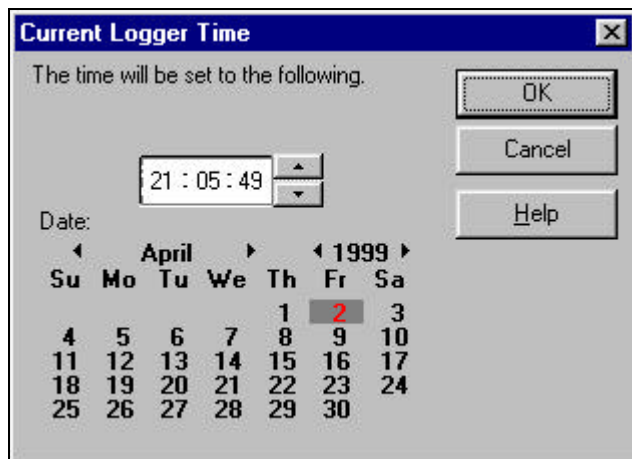 Current Logger Time
The time will be set to the following.
OK
Cancel
Help
21 : 05 : 49
Date:
April 1999
Su Mo Tu We Th Fr Sa
1 2 3
4 5 6 7 8 9 10
11 12 13 14 15 16 17
18 19 20 21 22 23 24
25 26 27 28 29 30